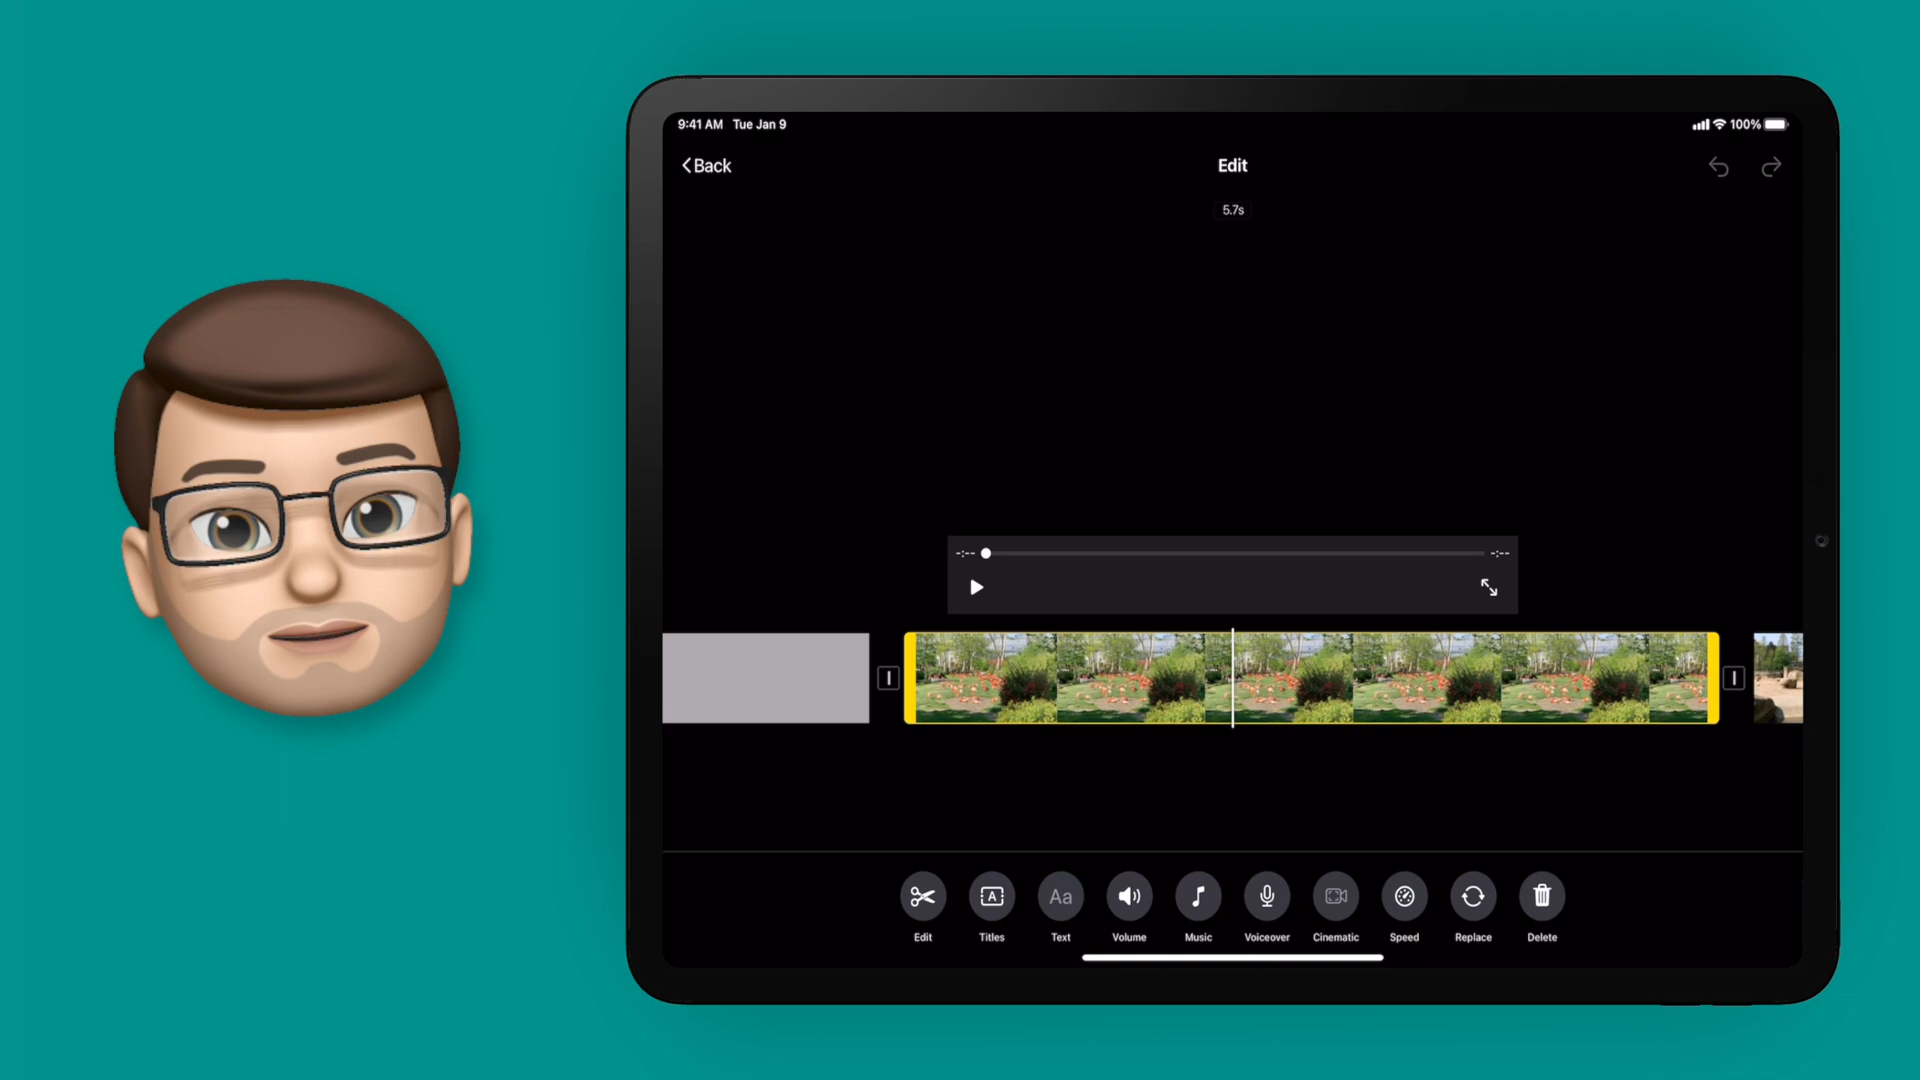 9:41 AM Tue Jan 9
100%
Back
Edit
5.7s
-:--
-:--
A
Aa
Edit
Titles
Text
Volume
Music
Voiceover
Cinematic
Speed
Replace
Delete